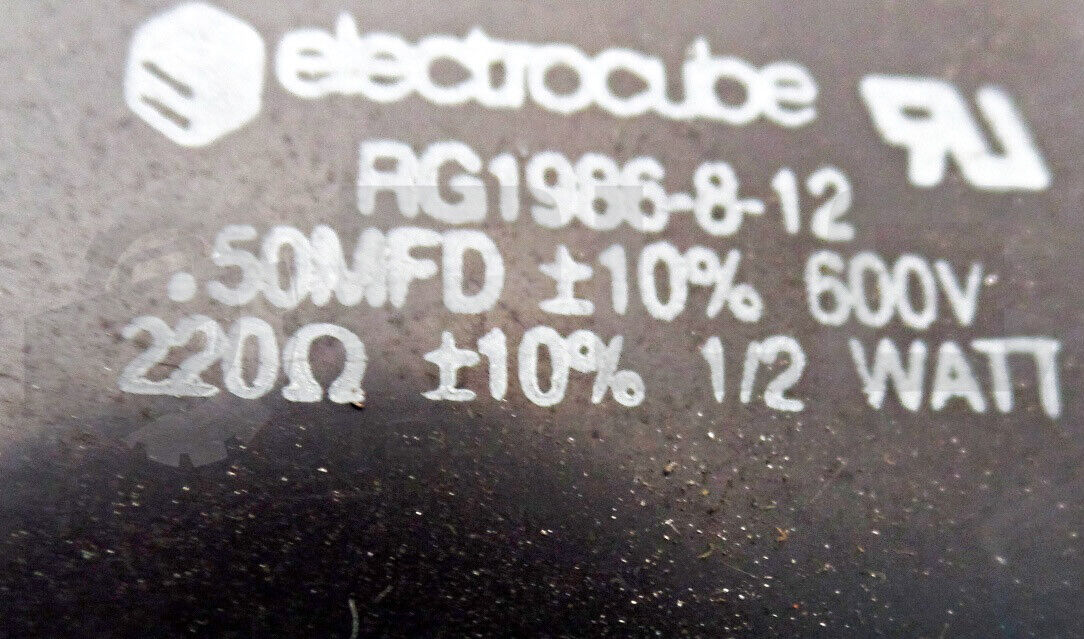 electrocube
RG1986-8-12
.50MFD ±10% 600V
220Ω ±10% 1/2 WATT